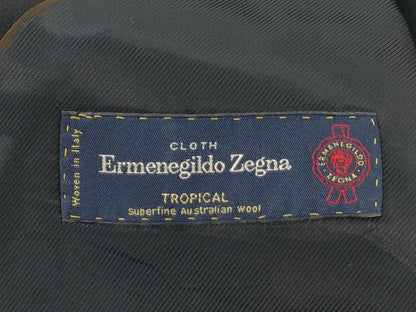 CLOTH
Ermenegildo Zegna
TROPICAL
Superfine Australian Wool
Woven in Italy
ERMENEGILDO
ZEGNA